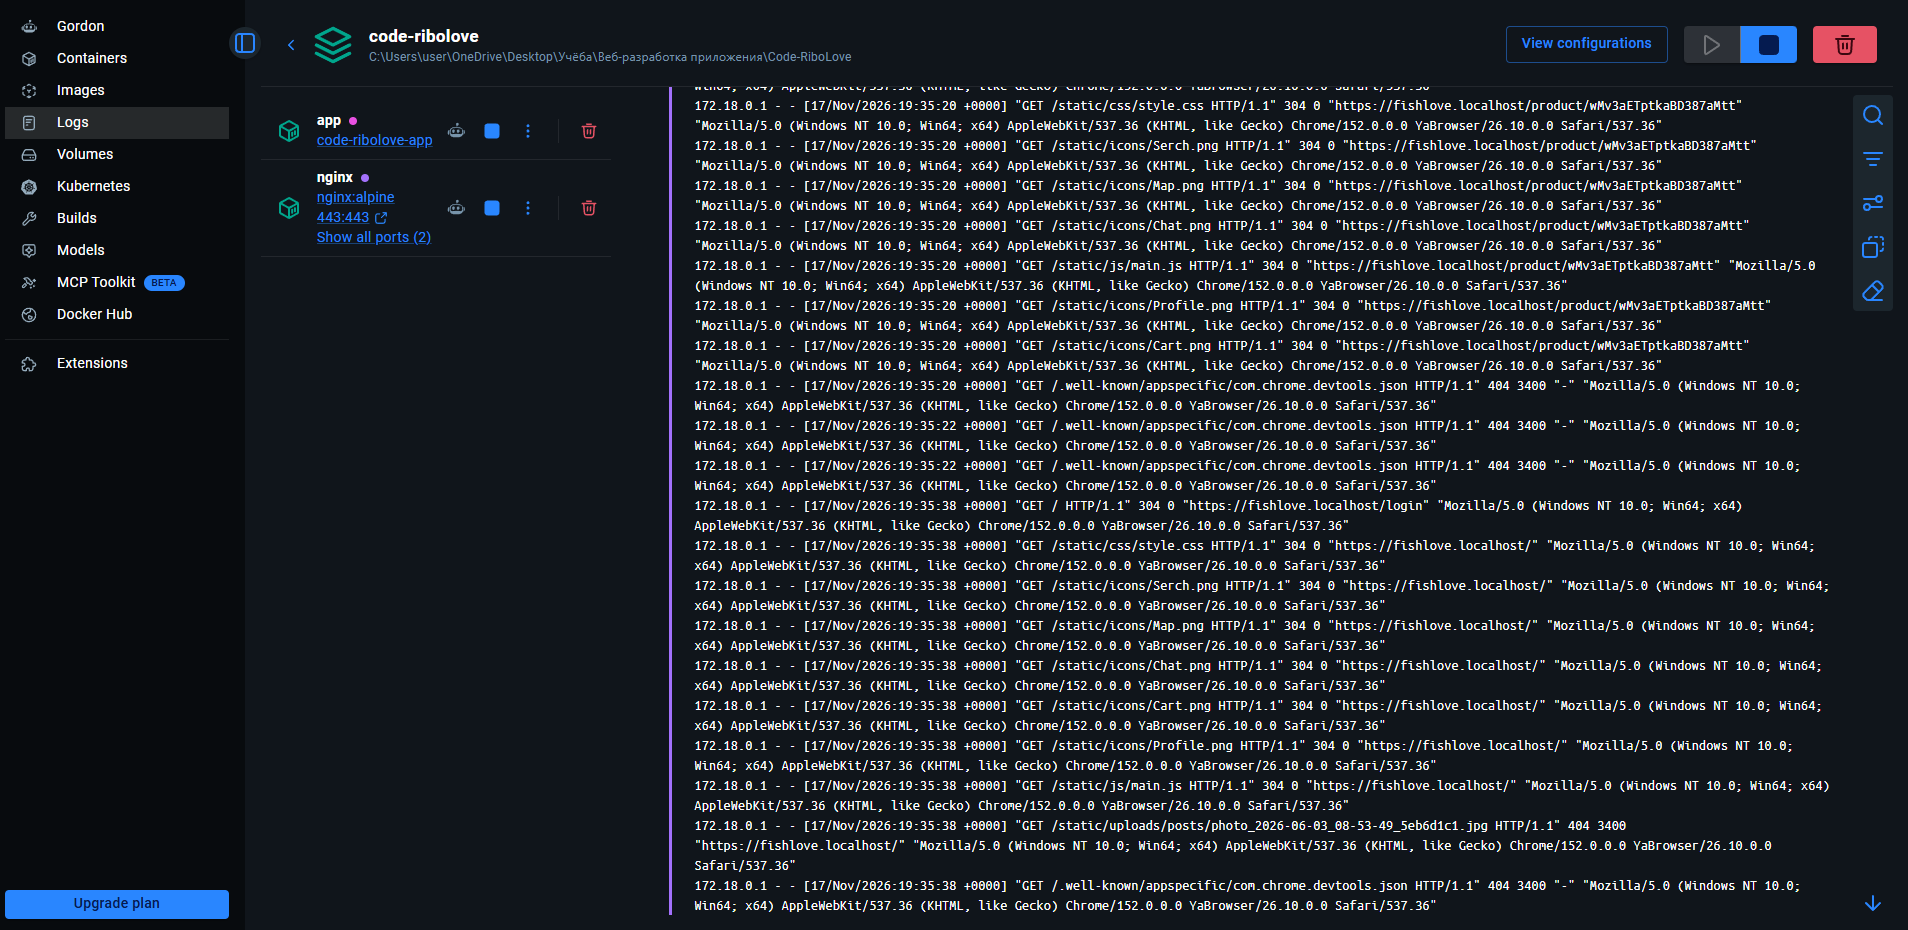 Gordon
Containers
Images
Logs
Volumes
Kubernetes
Builds
Models
MCP Toolkit BETA
Docker Hub
Extensions
Upgrade plan
code-ribolove
C:\Users\user\OneDrive\Desktop\Учёба\Веб-разработка приложения\Code-RiboLove
View configurations
app
code-ribolove-app
nginx
nginx:alpine
443:443
Show all ports (2)
Win64; x64) AppleWebKit/537.36 (KHTML, like Gecko) Chrome/152.0.0.0 YaBrowser/26.10.0.0 Safari/537.36"
172.18.0.1 - - [17/Nov/2026:19:35:20 +0000] "GET /static/css/style.css HTTP/1.1" 304 0 "https://fishlove.localhost/product/wMv3aETptkaBD387aMtt"
"Mozilla/5.0 (Windows NT 10.0; Win64; x64) AppleWebKit/537.36 (KHTML, like Gecko) Chrome/152.0.0.0 YaBrowser/26.10.0.0 Safari/537.36"
172.18.0.1 - - [17/Nov/2026:19:35:20 +0000] "GET /static/icons/Serch.png HTTP/1.1" 304 0 "https://fishlove.localhost/product/wMv3aETptkaBD387aMtt"
"Mozilla/5.0 (Windows NT 10.0; Win64; x64) AppleWebKit/537.36 (KHTML, like Gecko) Chrome/152.0.0.0 YaBrowser/26.10.0.0 Safari/537.36"
172.18.0.1 - - [17/Nov/2026:19:35:20 +0000] "GET /static/icons/Map.png HTTP/1.1" 304 0 "https://fishlove.localhost/product/wMv3aETptkaBD387aMtt"
"Mozilla/5.0 (Windows NT 10.0; Win64; x64) AppleWebKit/537.36 (KHTML, like Gecko) Chrome/152.0.0.0 YaBrowser/26.10.0.0 Safari/537.36"
172.18.0.1 - - [17/Nov/2026:19:35:20 +0000] "GET /static/icons/Chat.png HTTP/1.1" 304 0 "https://fishlove.localhost/product/wMv3aETptkaBD387aMtt"
"Mozilla/5.0 (Windows NT 10.0; Win64; x64) AppleWebKit/537.36 (KHTML, like Gecko) Chrome/152.0.0.0 YaBrowser/26.10.0.0 Safari/537.36"
172.18.0.1 - - [17/Nov/2026:19:35:20 +0000] "GET /static/js/main.js HTTP/1.1" 304 0 "https://fishlove.localhost/product/wMv3aETptkaBD387aMtt" "Mozilla/5.0
(Windows NT 10.0; Win64; x64) AppleWebKit/537.36 (KHTML, like Gecko) Chrome/152.0.0.0 YaBrowser/26.10.0.0 Safari/537.36"
172.18.0.1 - - [17/Nov/2026:19:35:20 +0000] "GET /static/icons/Profile.png HTTP/1.1" 304 0 "https://fishlove.localhost/product/wMv3aETptkaBD387aMtt"
"Mozilla/5.0 (Windows NT 10.0; Win64; x64) AppleWebKit/537.36 (KHTML, like Gecko) Chrome/152.0.0.0 YaBrowser/26.10.0.0 Safari/537.36"
172.18.0.1 - - [17/Nov/2026:19:35:20 +0000] "GET /static/icons/Cart.png HTTP/1.1" 304 0 "https://fishlove.localhost/product/wMv3aETptkaBD387aMtt"
"Mozilla/5.0 (Windows NT 10.0; Win64; x64) AppleWebKit/537.36 (KHTML, like Gecko) Chrome/152.0.0.0 YaBrowser/26.10.0.0 Safari/537.36"
172.18.0.1 - - [17/Nov/2026:19:35:20 +0000] "GET /.well-known/appspecific/com.chrome.devtools.json HTTP/1.1" 404 3400 "-" "Mozilla/5.0 (Windows NT 10.0;
Win64; x64) AppleWebKit/537.36 (KHTML, like Gecko) Chrome/152.0.0.0 YaBrowser/26.10.0.0 Safari/537.36"
172.18.0.1 - - [17/Nov/2026:19:35:22 +0000] "GET /.well-known/appspecific/com.chrome.devtools.json HTTP/1.1" 404 3400 "-" "Mozilla/5.0 (Windows NT 10.0;
Win64; x64) AppleWebKit/537.36 (KHTML, like Gecko) Chrome/152.0.0.0 YaBrowser/26.10.0.0 Safari/537.36"
172.18.0.1 - - [17/Nov/2026:19:35:22 +0000] "GET /.well-known/appspecific/com.chrome.devtools.json HTTP/1.1" 404 3400 "-" "Mozilla/5.0 (Windows NT 10.0;
Win64; x64) AppleWebKit/537.36 (KHTML, like Gecko) Chrome/152.0.0.0 YaBrowser/26.10.0.0 Safari/537.36"
172.18.0.1 - - [17/Nov/2026:19:35:38 +0000] "GET / HTTP/1.1" 304 0 "https://fishlove.localhost/login" "Mozilla/5.0 (Windows NT 10.0; Win64; x64)
AppleWebKit/537.36 (KHTML, like Gecko) Chrome/152.0.0.0 YaBrowser/26.10.0.0 Safari/537.36"
172.18.0.1 - - [17/Nov/2026:19:35:38 +0000] "GET /static/css/style.css HTTP/1.1" 304 0 "https://fishlove.localhost/" "Mozilla/5.0 (Windows NT 10.0; Win64;
x64) AppleWebKit/537.36 (KHTML, like Gecko) Chrome/152.0.0.0 YaBrowser/26.10.0.0 Safari/537.36"
172.18.0.1 - - [17/Nov/2026:19:35:38 +0000] "GET /static/icons/Serch.png HTTP/1.1" 304 0 "https://fishlove.localhost/" "Mozilla/5.0 (Windows NT 10.0; Win64;
x64) AppleWebKit/537.36 (KHTML, like Gecko) Chrome/152.0.0.0 YaBrowser/26.10.0.0 Safari/537.36"
172.18.0.1 - - [17/Nov/2026:19:35:38 +0000] "GET /static/icons/Map.png HTTP/1.1" 304 0 "https://fishlove.localhost/" "Mozilla/5.0 (Windows NT 10.0; Win64;
x64) AppleWebKit/537.36 (KHTML, like Gecko) Chrome/152.0.0.0 YaBrowser/26.10.0.0 Safari/537.36"
172.18.0.1 - - [17/Nov/2026:19:35:38 +0000] "GET /static/icons/Chat.png HTTP/1.1" 304 0 "https://fishlove.localhost/" "Mozilla/5.0 (Windows NT 10.0; Win64;
x64) AppleWebKit/537.36 (KHTML, like Gecko) Chrome/152.0.0.0 YaBrowser/26.10.0.0 Safari/537.36"
172.18.0.1 - - [17/Nov/2026:19:35:38 +0000] "GET /static/icons/Cart.png HTTP/1.1" 304 0 "https://fishlove.localhost/" "Mozilla/5.0 (Windows NT 10.0; Win64;
x64) AppleWebKit/537.36 (KHTML, like Gecko) Chrome/152.0.0.0 YaBrowser/26.10.0.0 Safari/537.36"
172.18.0.1 - - [17/Nov/2026:19:35:38 +0000] "GET /static/icons/Profile.png HTTP/1.1" 304 0 "https://fishlove.localhost/" "Mozilla/5.0 (Windows NT 10.0;
Win64; x64) AppleWebKit/537.36 (KHTML, like Gecko) Chrome/152.0.0.0 YaBrowser/26.10.0.0 Safari/537.36"
172.18.0.1 - - [17/Nov/2026:19:35:38 +0000] "GET /static/js/main.js HTTP/1.1" 304 0 "https://fishlove.localhost/" "Mozilla/5.0 (Windows NT 10.0; Win64; x64)
AppleWebKit/537.36 (KHTML, like Gecko) Chrome/152.0.0.0 YaBrowser/26.10.0.0 Safari/537.36"
172.18.0.1 - - [17/Nov/2026:19:35:38 +0000] "GET /static/uploads/posts/photo_2026-06-03_08-53-49_5eb6d1c1.jpg HTTP/1.1" 404 3400
"https://fishlove.localhost/" "Mozilla/5.0 (Windows NT 10.0; Win64; x64) AppleWebKit/537.36 (KHTML, like Gecko) Chrome/152.0.0.0 YaBrowser/26.10.0.0
Safari/537.36"
172.18.0.1 - - [17/Nov/2026:19:35:38 +0000] "GET /.well-known/appspecific/com.chrome.devtools.json HTTP/1.1" 404 3400 "-" "Mozilla/5.0 (Windows NT 10.0;
Win64; x64) AppleWebKit/537.36 (KHTML, like Gecko) Chrome/152.0.0.0 YaBrowser/26.10.0.0 Safari/537.36"